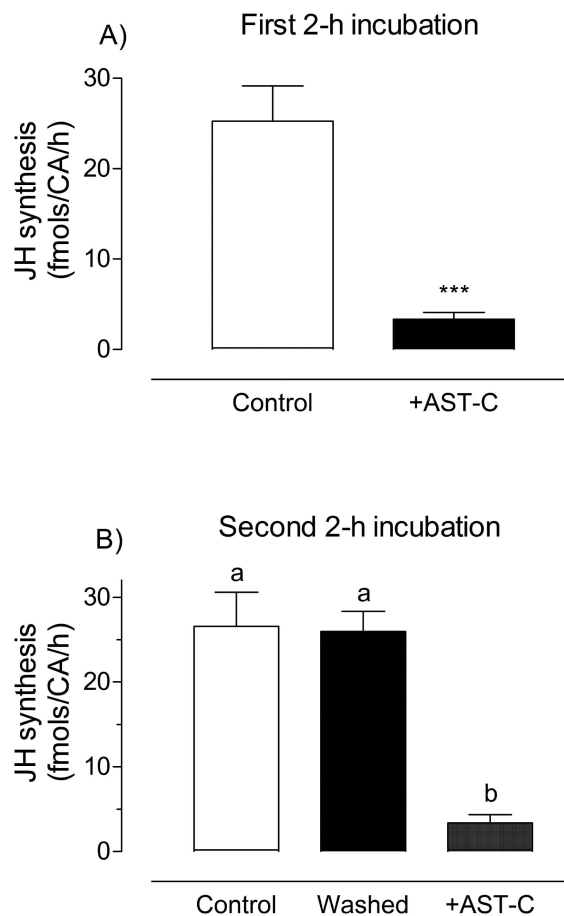 A)
First 2-h incubation
JH synthesis
(fmols/CA/h)
30
20
10
0
***
Control +AST-C
B)
Second 2-h incubation
JH synthesis
(fmols/CA/h)
30
20
10
0
a a b
Control Washed +AST-C